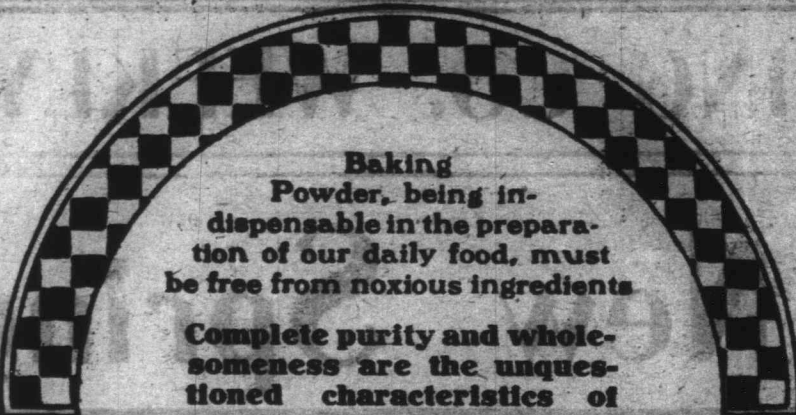 Baking
Powder, being in-
dispensable in the prepara-
tion of our daily food, must
be free from noxious ingredients
Complete purity and whole-
someness are the unques-
tioned characteristics of